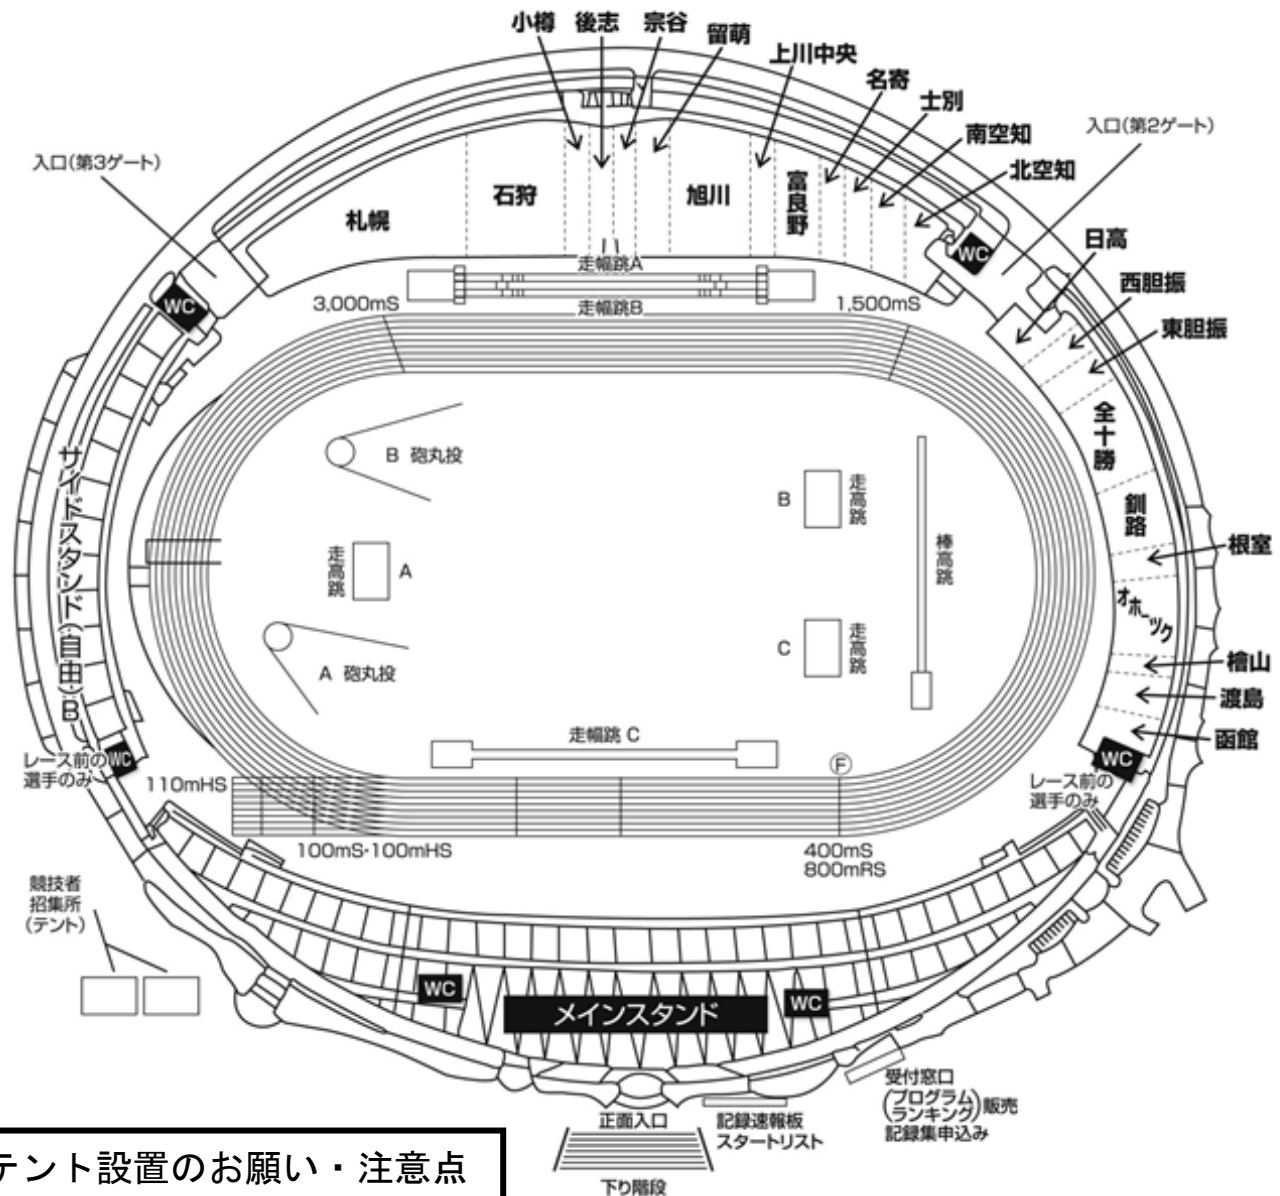 小樽
後志
宗谷
留萌
上川中央
名寄
士別
南空知
北空知
入口(第2ゲート)
入口(第3ゲート)
札幌
石狩
旭川
富良野
日高
西胆振
東胆振
全十勝
釧路
根室
オホーツク
檜山
渡島
函館
WC
WC
走幅跳A
走幅跳B
3,000mS
1,500mS
B 砲丸投
B
走高跳
棒高跳
走高跳
A
C
走高跳
A 砲丸投
サイドスタンド(自由)B
走幅跳 C
F
レース前の
選手のみ
WC
WC
レース前の
選手のみ
110mHS
100mS・100mHS
400mS
800mRS
競技者
招集所
(テント)
WC
メインスタンド
WC
正面入口
下り階段
記録速報板
スタートリスト
受付窓口
(プログラム
ランキング)販売
記録集申込み
テント設置のお願い・注意点